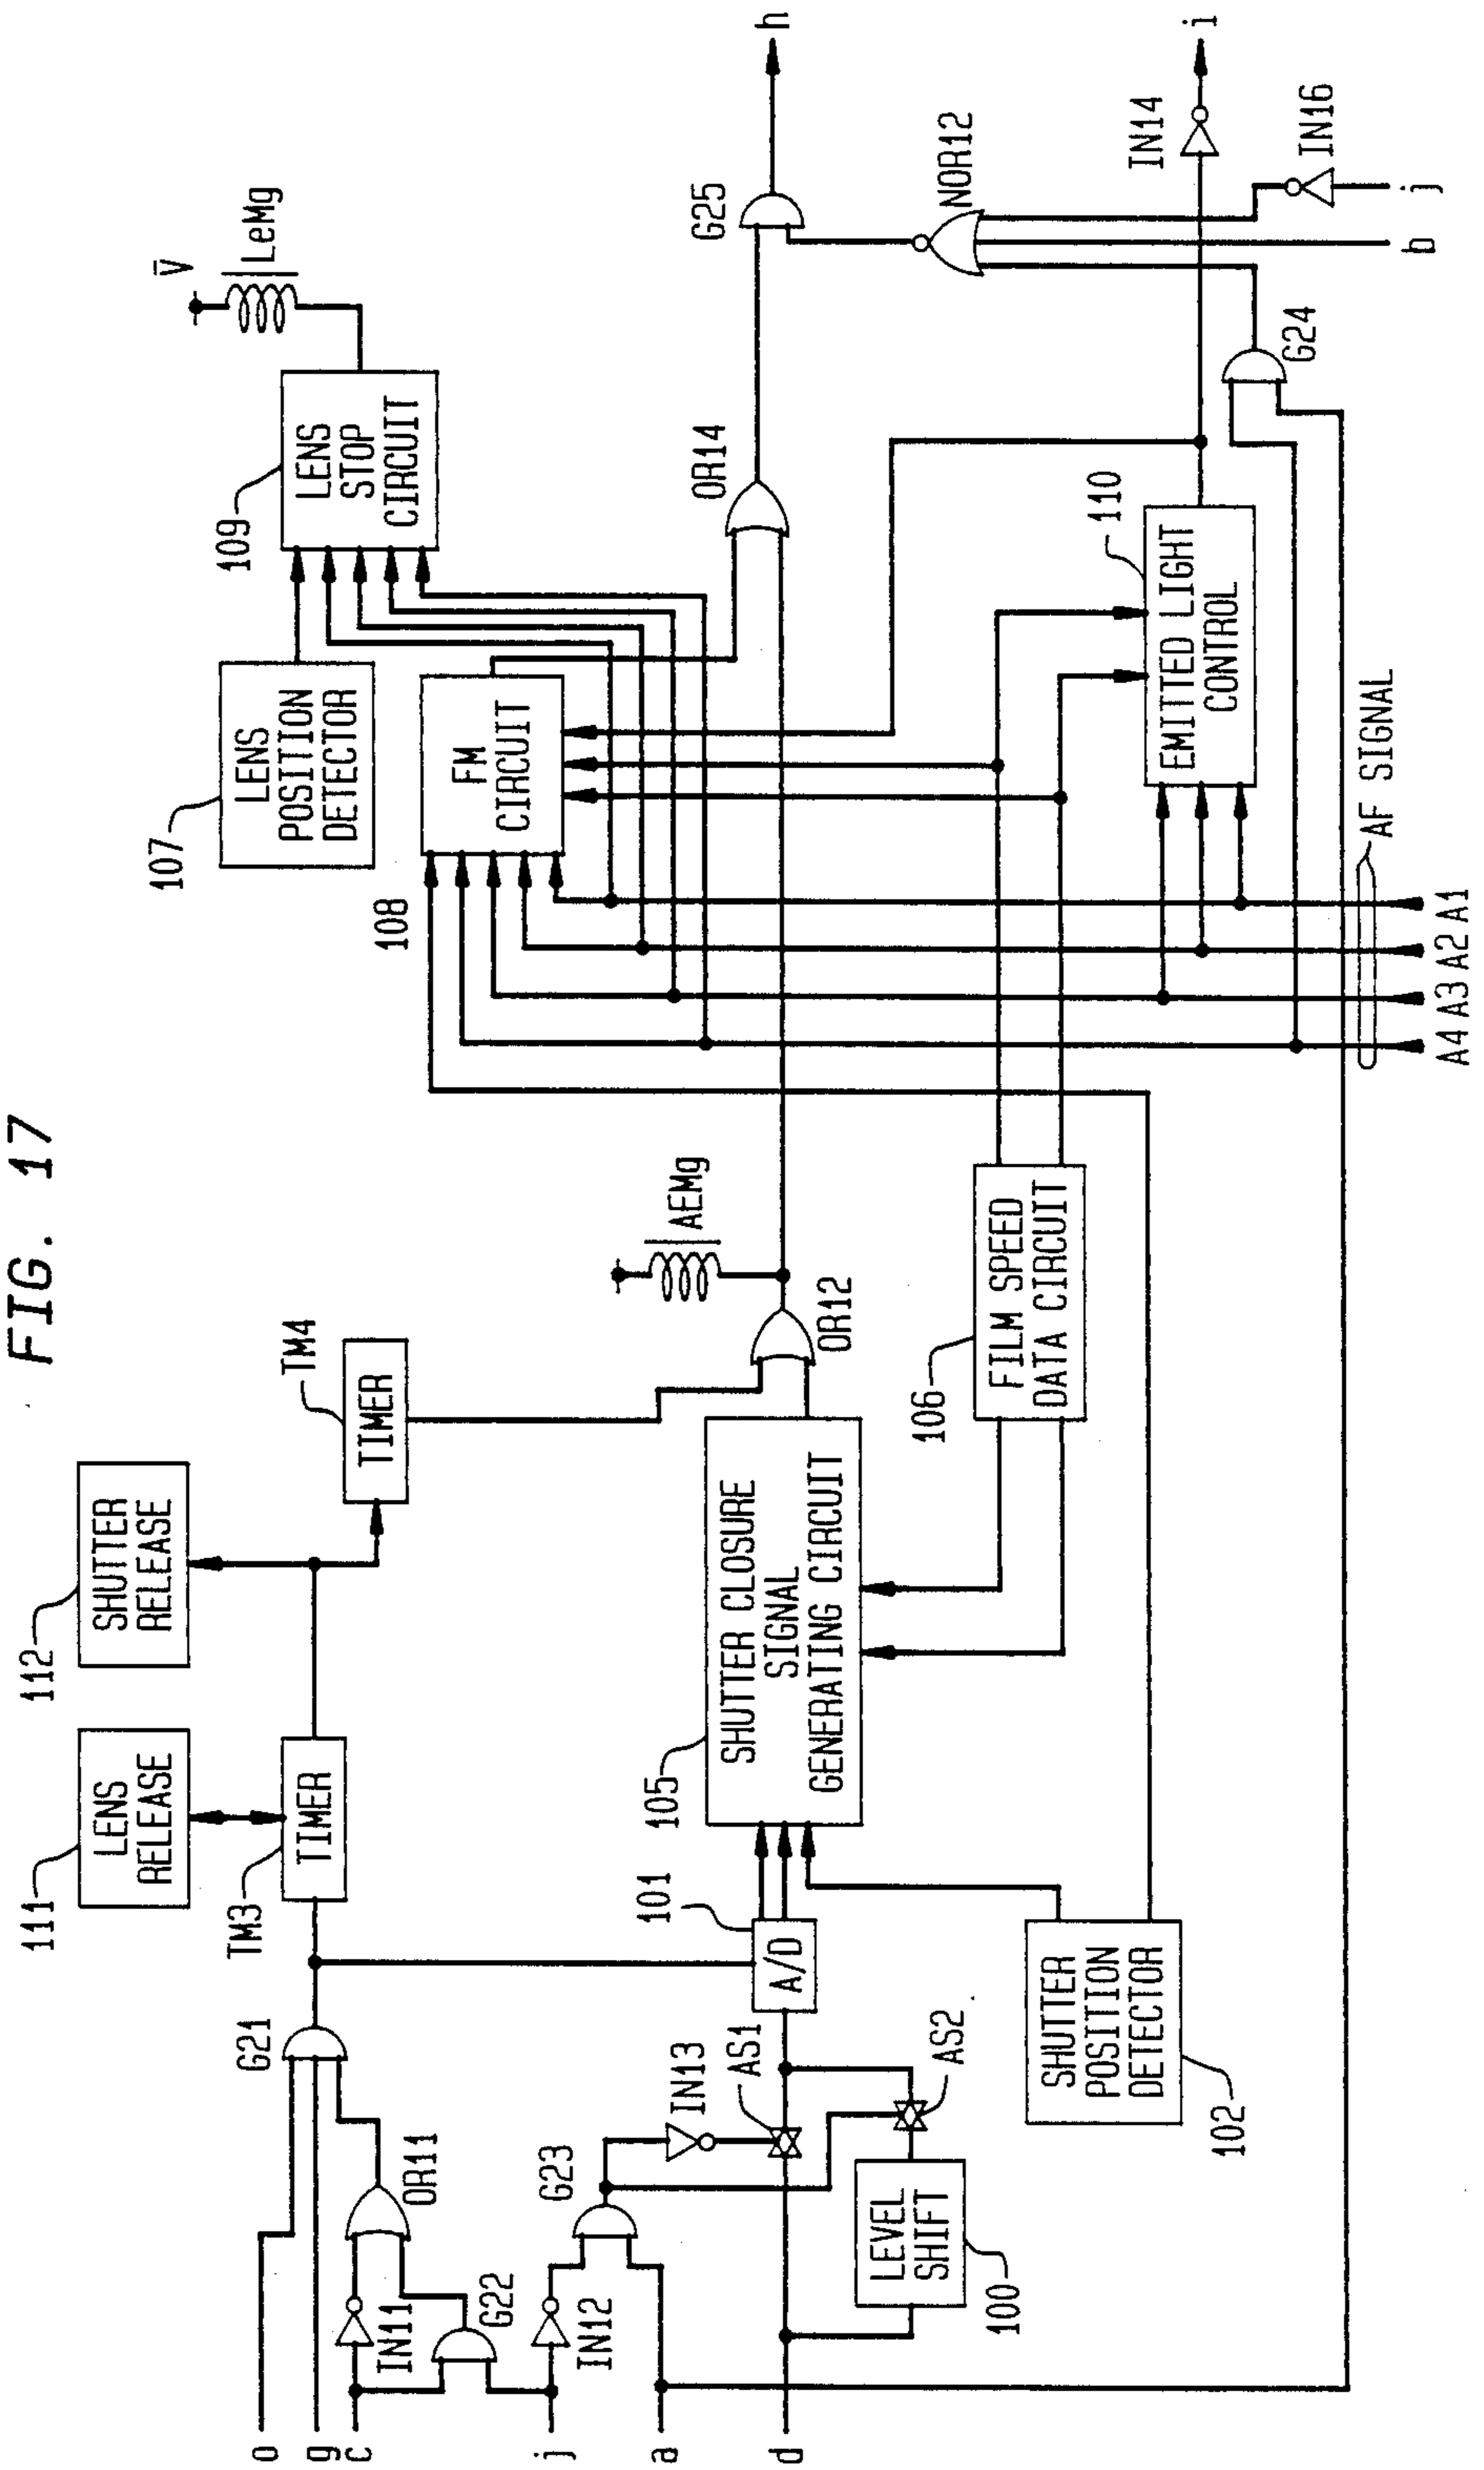 FIG. 17
111
LENS
RELEASE
112
SHUTTER
RELEASE
TM3
TIMER
TM4
TIMER
107
LENS
POSITION
DETECTOR
109
LENS
STOP
CIRCUIT
V̅
LeMg
108
FM
CIRCUIT
o
g
c
j
a
d
G21
OR11
IN11
G22
IN12
G23
IN13
AS1
AS2
LEVEL
SHIFT
100
101
A/D
105
SHUTTER CLOSURE
SIGNAL
GENERATING CIRCUIT
OR12
AEMg
OR14
G25
h
NOR12
SHUTTER
POSITION
DETECTOR
102
106
FILM SPEED
DATA CIRCUIT
110
EMITTED LIGHT
CONTROL
IN14
i
G24
IN16
b
j
AF SIGNAL
A4
A3
A2
A1